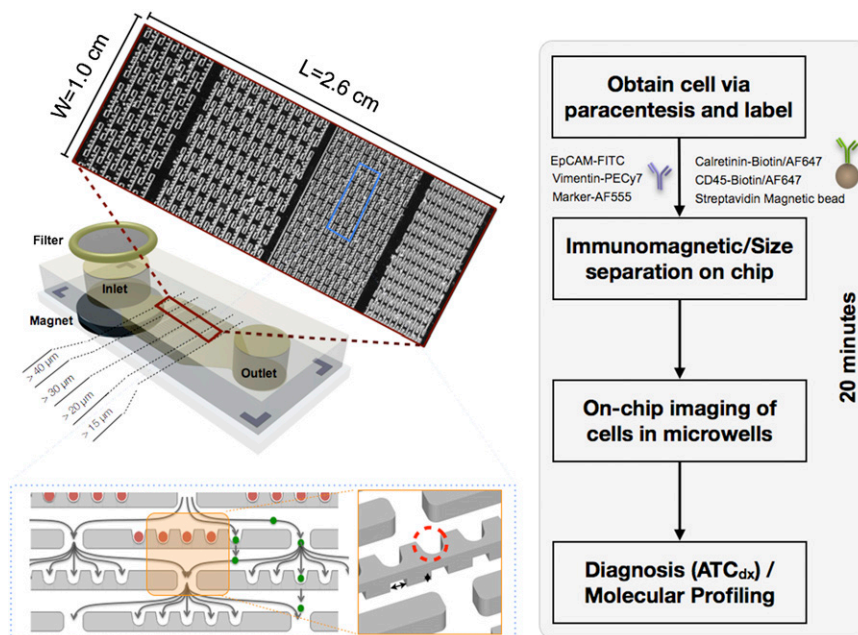 W=1.0 cm
L=2.6 cm
Filter
Inlet
Magnet
Outlet
> 40 µm
> 30 µm
> 20 µm
> 15 µm
Obtain cell via
paracentesis and label
EpCAM-FITC
Vimentin-PECy7
Marker-AF555
Calretinin-Biotin/AF647
CD45-Biotin/AF647
Streptavidin Magnetic bead
Immunomagnetic/Size
separation on chip
On-chip imaging of
cells in microwells
Diagnosis (ATCdx) /
Molecular Profiling
20 minutes